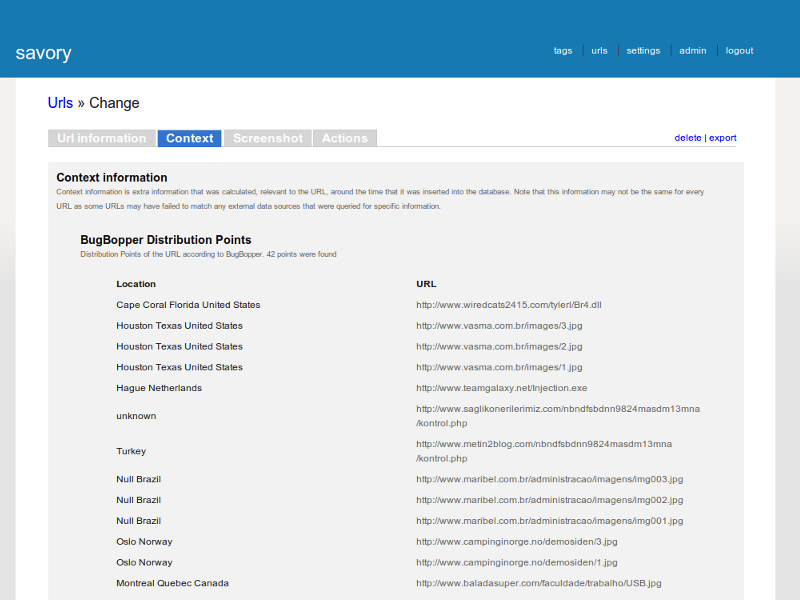 savory
tags | urls | settings | admin | logout
Urls » Change
Url information Context Screenshot Actions
delete | export
Context information
Context information is extra information that was calculated, relevant to the URL, around the time that it was inserted into the database. Note that this information may not be the same for every
URL as some URLs may have failed to match any external data sources that were queried for specific information.
BugBopper Distribution Points
Distribution Points of the URL according to BugBopper. 42 points were found
Location URL
Cape Coral Florida United States http://www.wiredcats2415.com/tylerl/Br4.dll
Houston Texas United States http://www.vasma.com.br/images/3.jpg
Houston Texas United States http://www.vasma.com.br/images/2.jpg
Houston Texas United States http://www.vasma.com.br/images/1.jpg
Hague Netherlands http://www.teamgalaxy.net/Injection.exe
unknown http://www.saglikonerilerimiz.com/nbndfsbdnn9824masdm13mna
/kontrol.php
Turkey http://www.metin2blog.com/nbndfsbdnn9824masdm13mna
/kontrol.php
Null Brazil http://www.maribel.com.br/administracao/imagens/img003.jpg
Null Brazil http://www.maribel.com.br/administracao/imagens/img002.jpg
Null Brazil http://www.maribel.com.br/administracao/imagens/img001.jpg
Oslo Norway http://www.campinginorge.no/demosiden/3.jpg
Oslo Norway http://www.campinginorge.no/demosiden/1.jpg
Montreal Quebec Canada http://www.baladasuper.com/faculdade/trabalho/USB.jpg